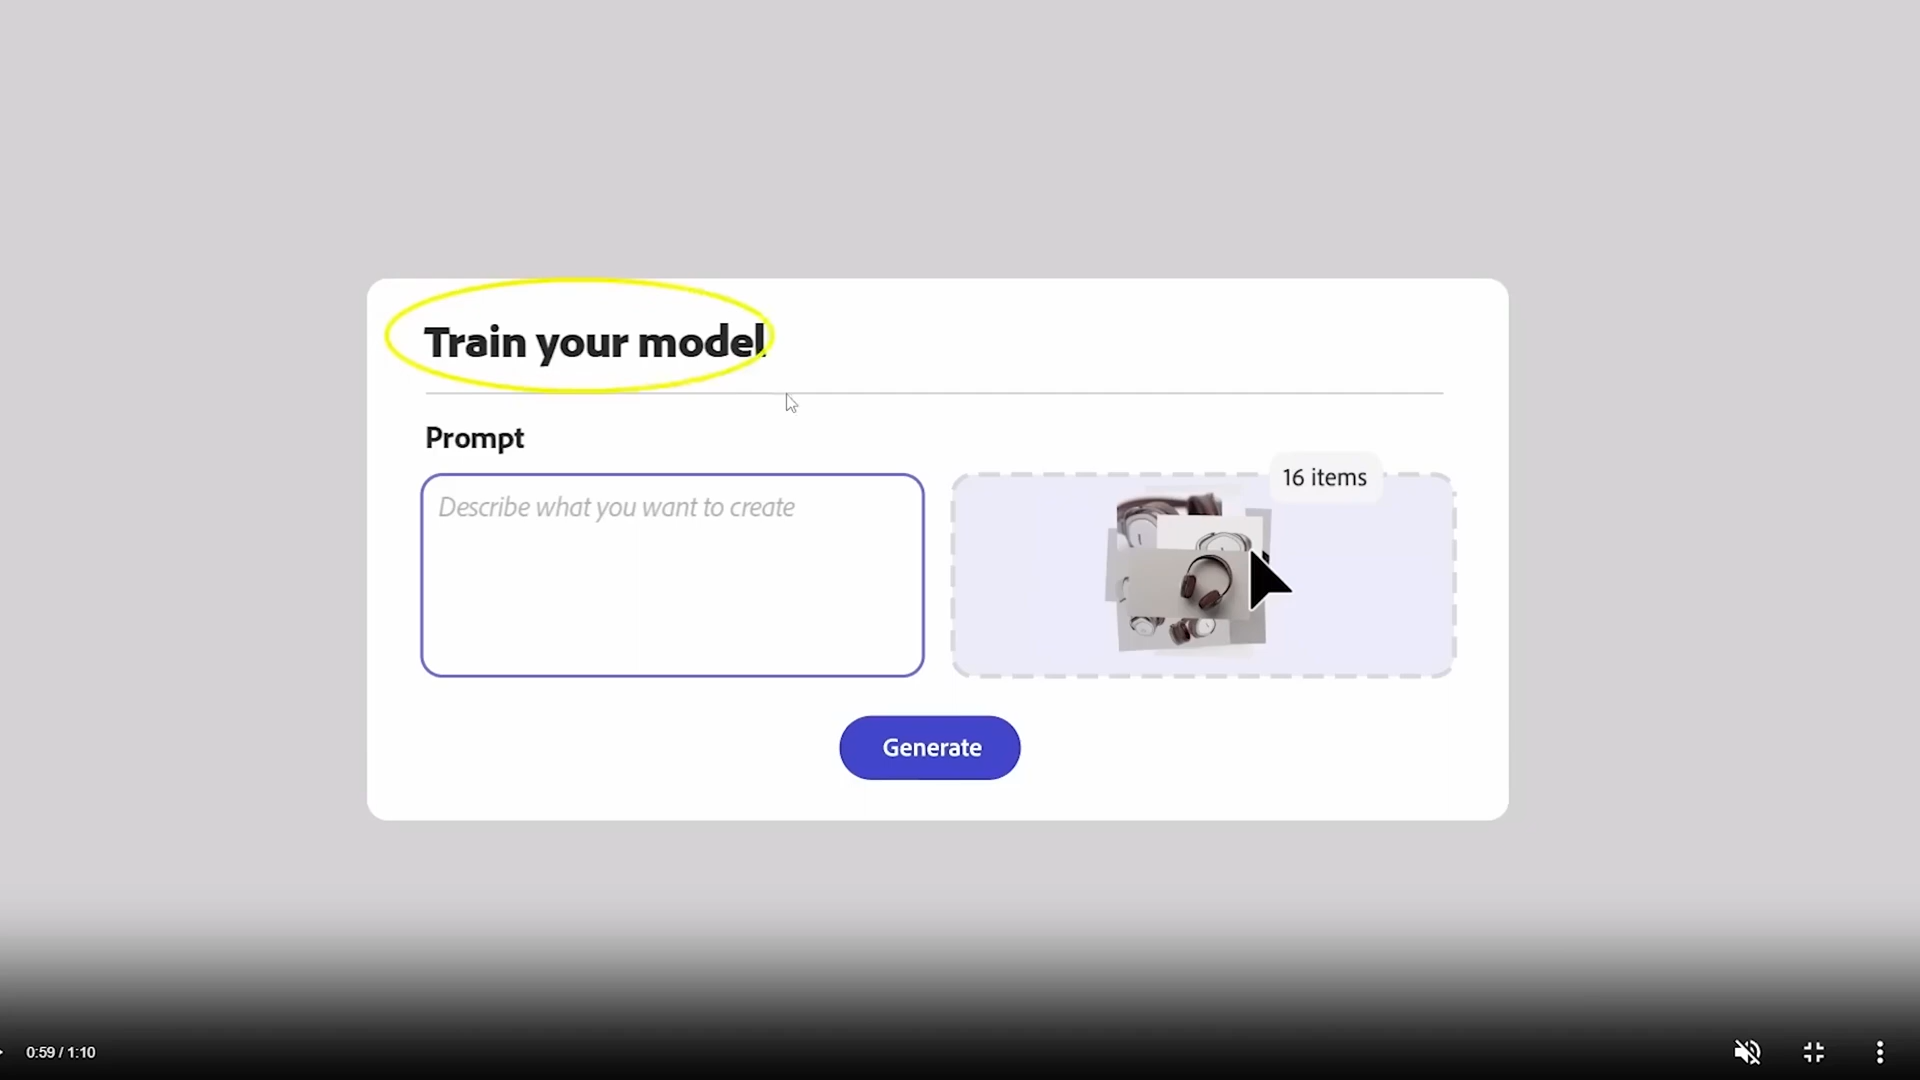 Train your model
Prompt
Describe what you want to create
16 items
Generate
0:59 / 1:10